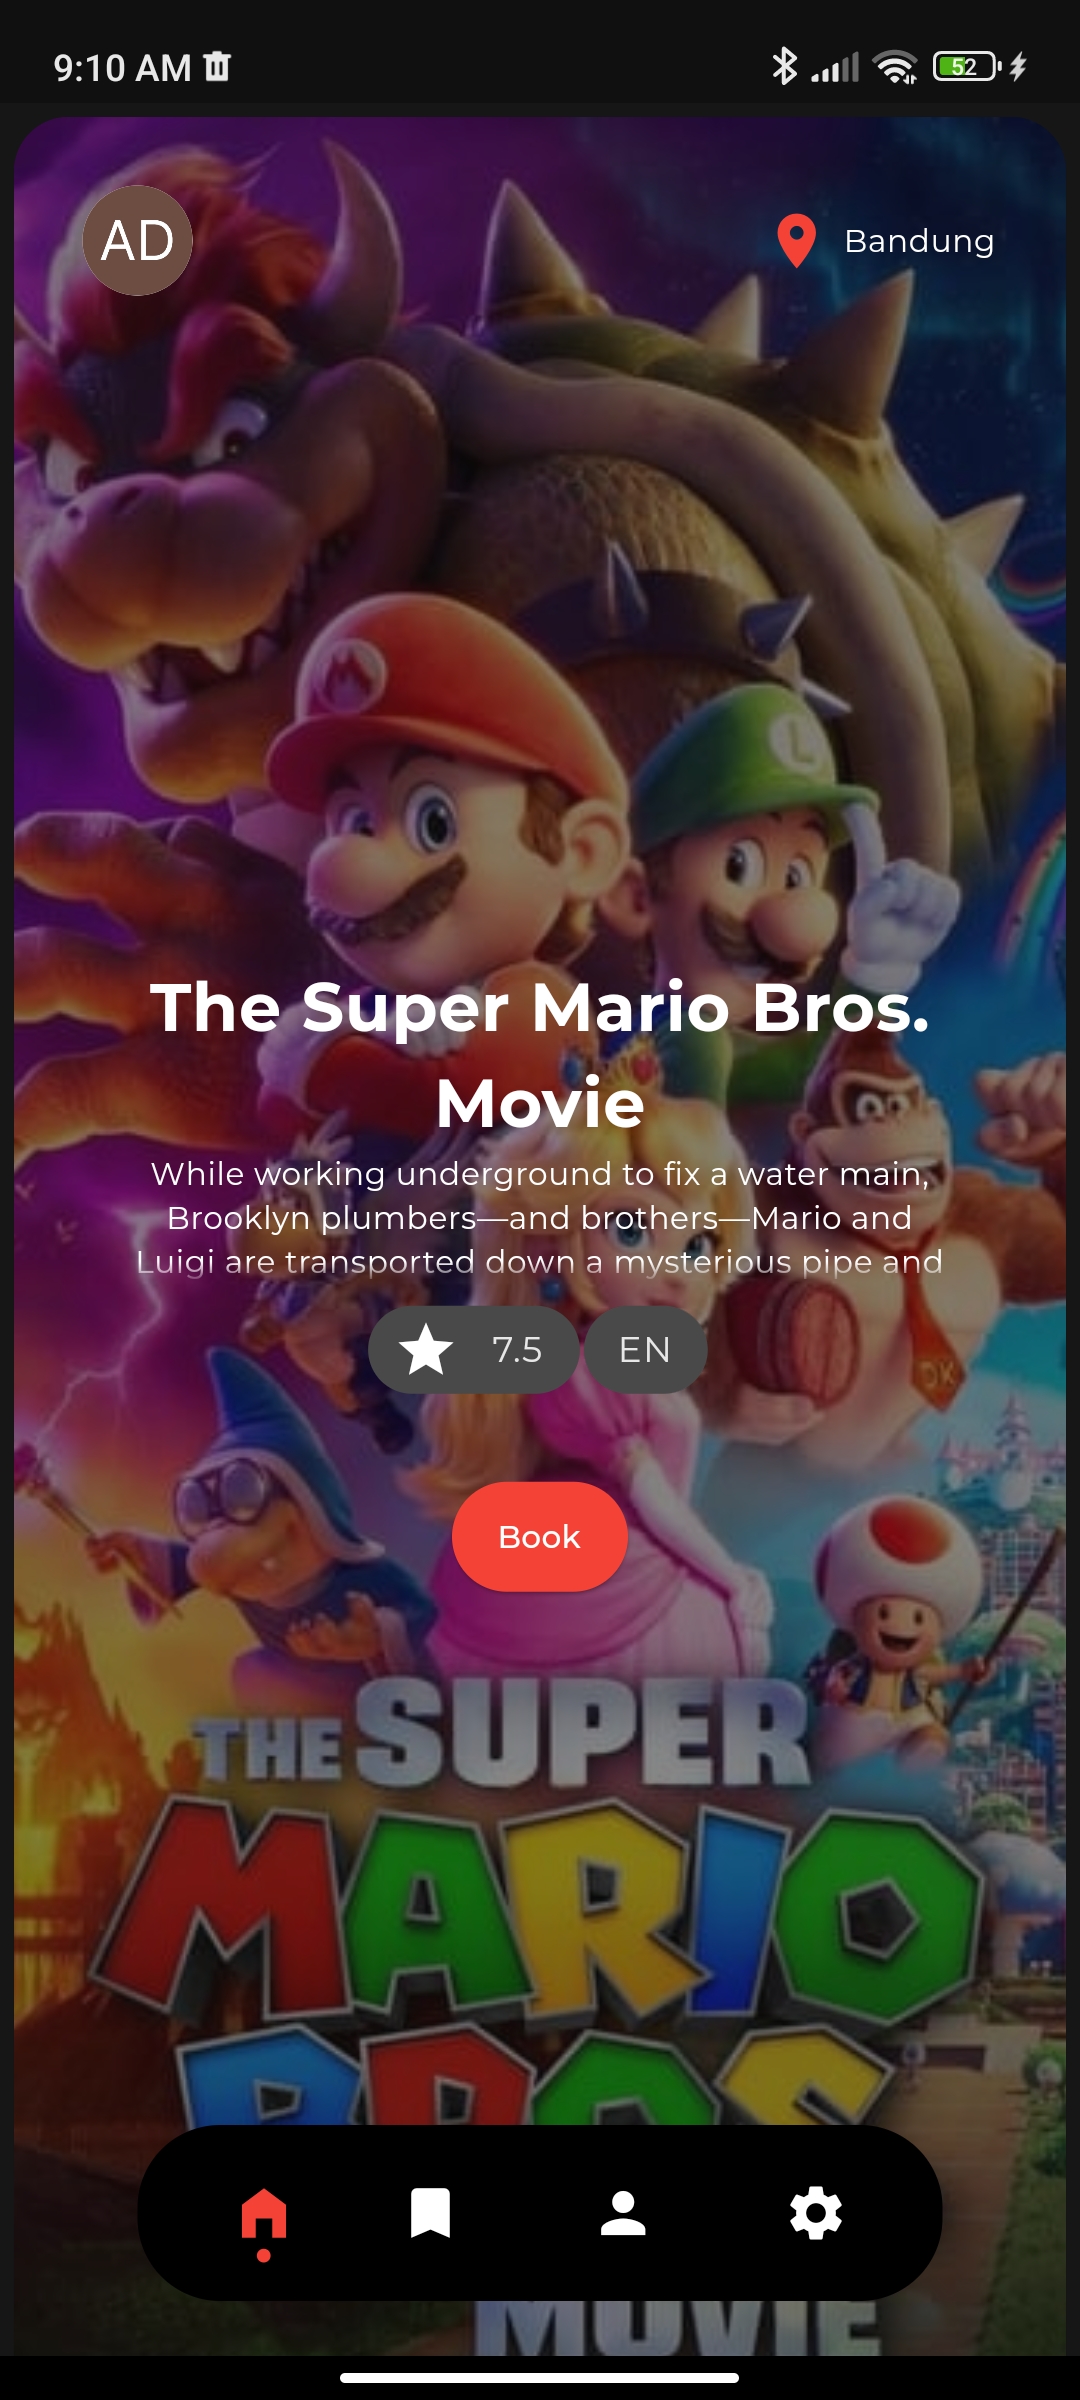 9:10 AM
52
AD
Bandung
L
The Super Mario Bros.
Movie
While working underground to fix a water main,
Brooklyn plumbers—and brothers—Mario and
Luigi are transported down a mysterious pipe and
7.5
EN
DK
Book
THE SUPER
MARIO
BROS
MOVIE